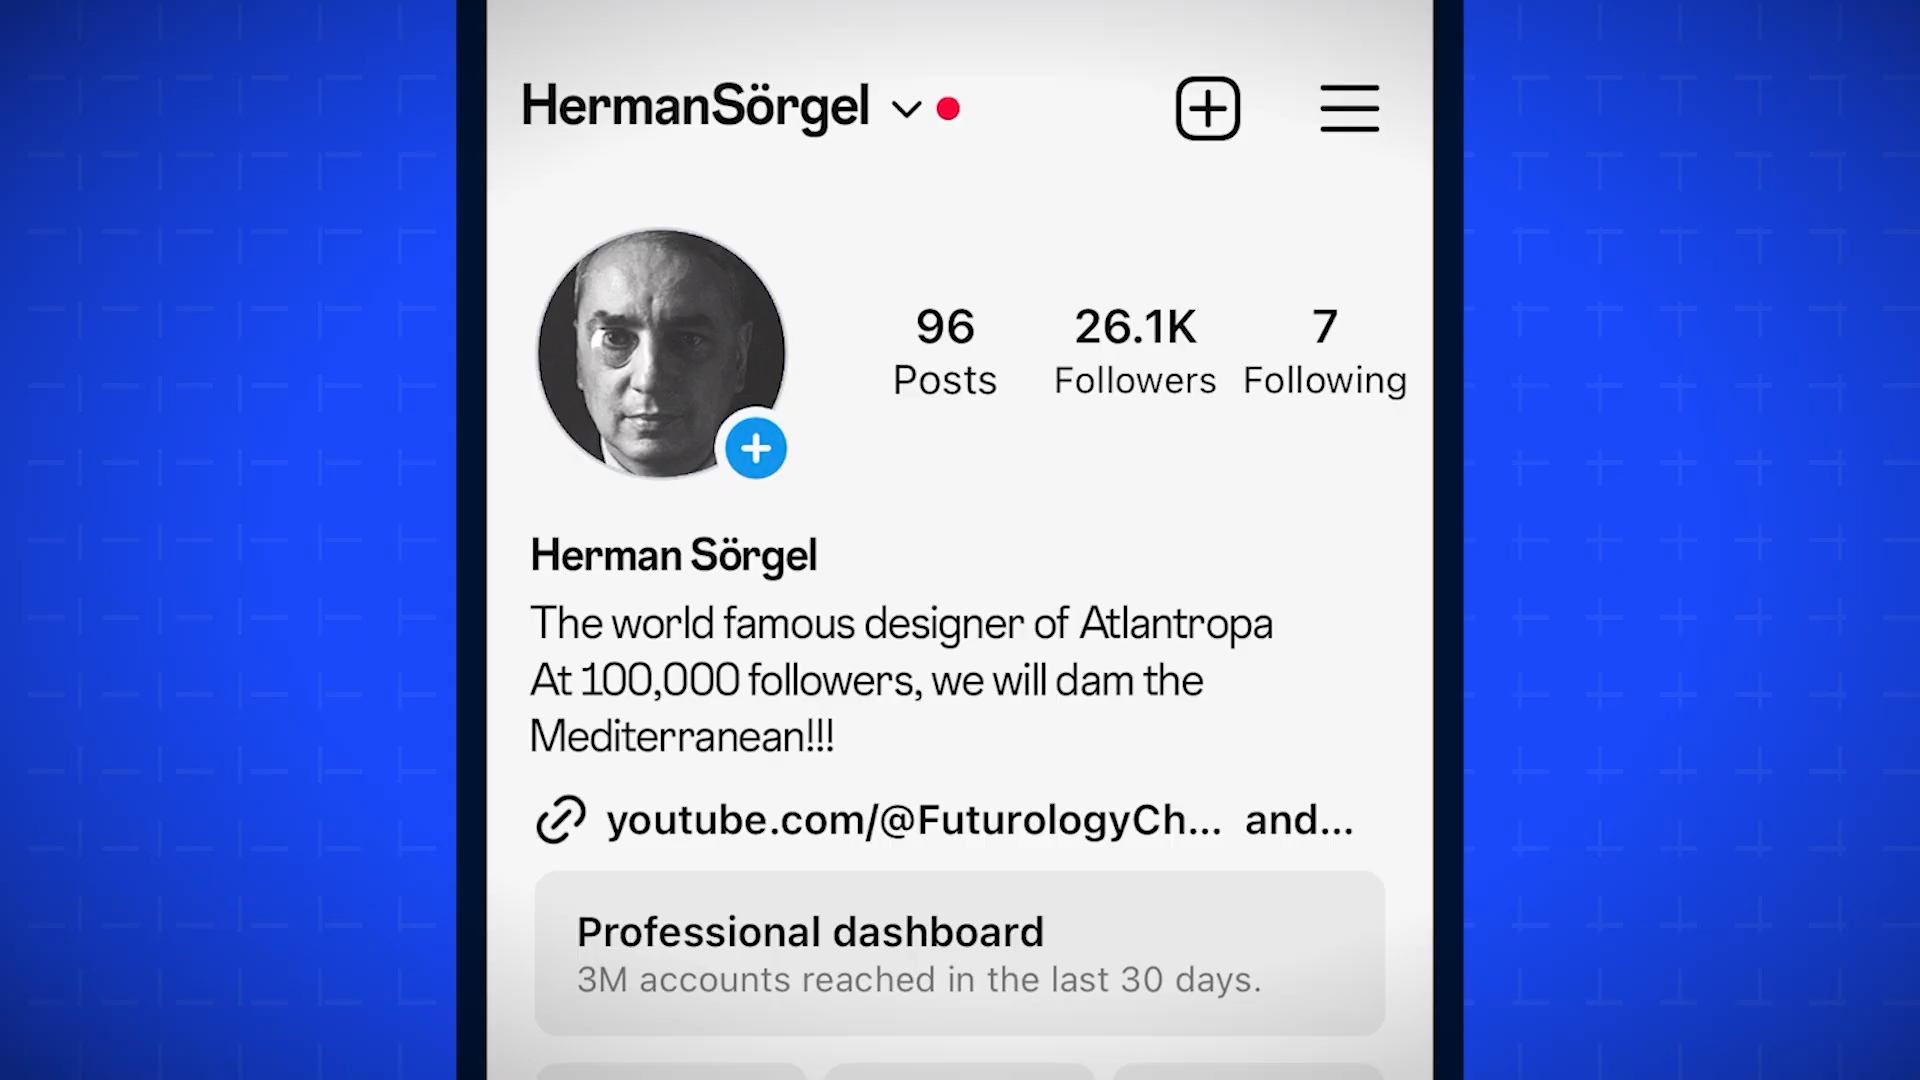 HermanSörgel
96 26.1K 7
Posts Followers Following
Herman Sörgel
The world famous designer of Atlantropa
At 100,000 followers, we will dam the
Mediterranean!!!
youtube.com/@FuturologyCh... and...
Professional dashboard
3M accounts reached in the last 30 days.